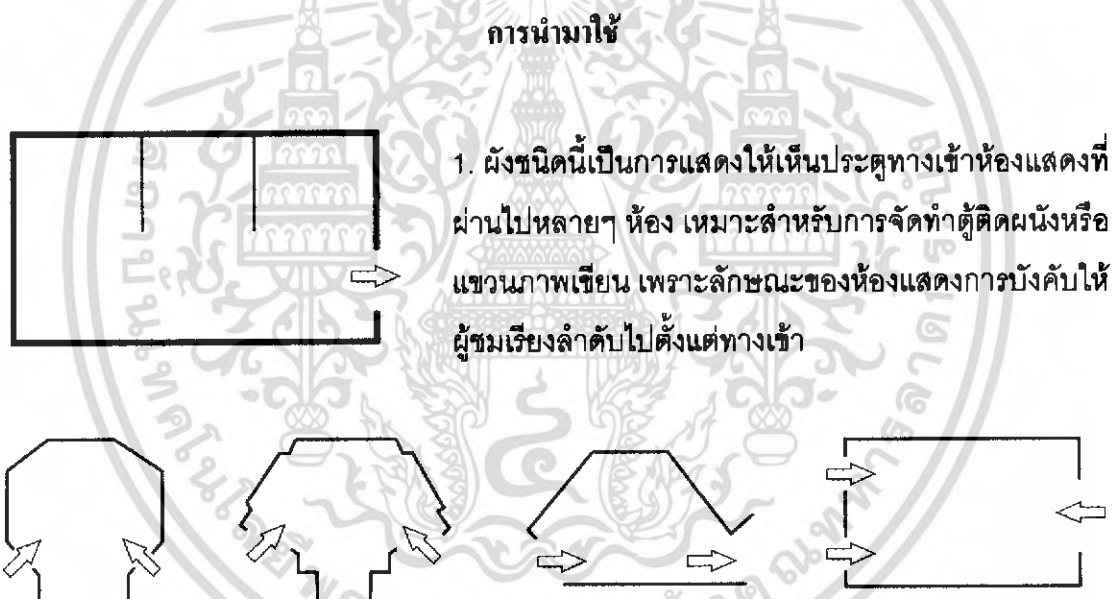 การนำมาใช้
1. ผังชนิดนี้เป็นการแสดงให้เห็นประตูทางเข้าห้องแสดงที่
ผ่านไปหลายๆ ห้อง เหมาะสำหรับการจัดทำตู้ติดผนังหรือ
แขวนภาพเขียน เพราะลักษณะของห้องแสดงการบังคับให้
ผู้ชมเรียงลำดับไปตั้งแต่ทางเข้า